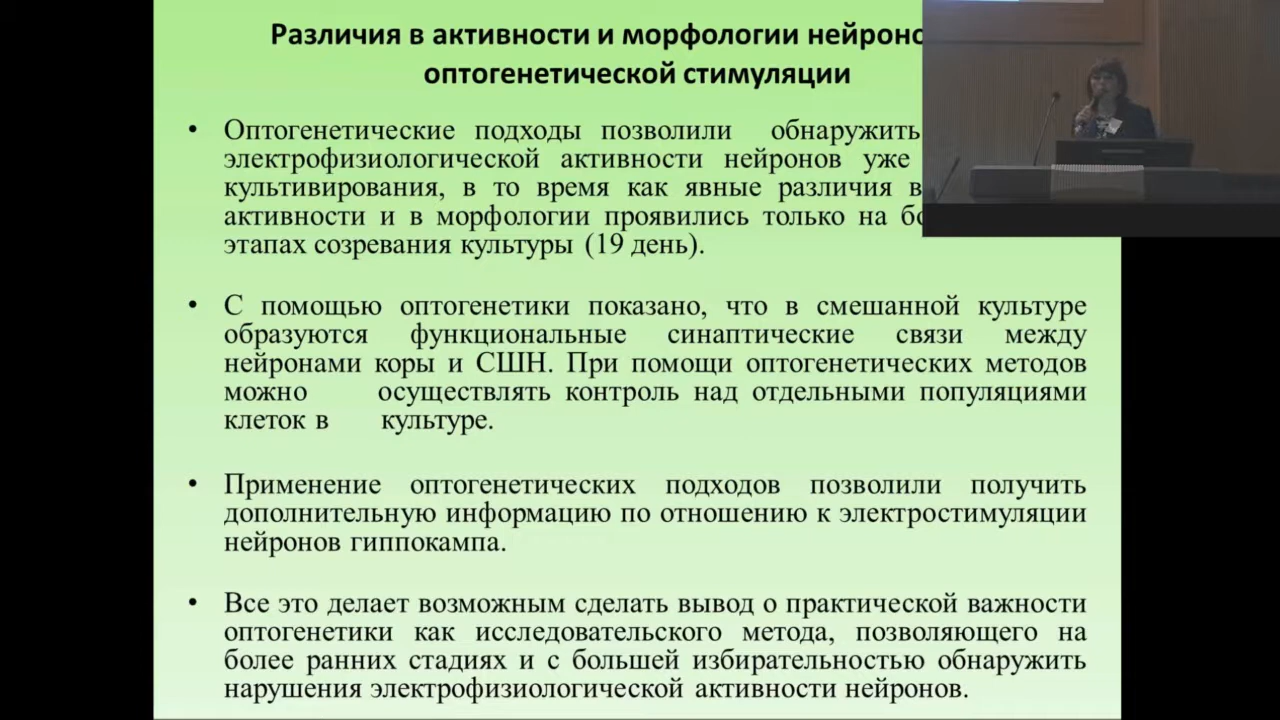 Различия в активности и морфологии
оптогенетической стимуляции
• Оптогенетические подходы позволили обнаружить
электрофизиологической активности нейронов уже
культивирования, в то время как явные различия в
активности и в морфологии проявились только на
этапах созревания культуры (19 день).
• С помощью оптогенетики показано, что в смешанной культуре
образуются функциональные синаптические связи между
нейронами коры и СШН. При помощи оптогенетических методов
можно осуществлять контроль над отдельными популяциями
клеток в культуре.
• Применение оптогенетических подходов позволили получить
дополнительную информацию по отношению к электростимуляции
нейронов гиппокампа.
• Все это делает возможным сделать вывод о практической важности
оптогенетики как исследовательского метода, позволяющего на
более ранних стадиях и с большей избирательностью обнаружить
нарушения электрофизиологической активности нейронов.